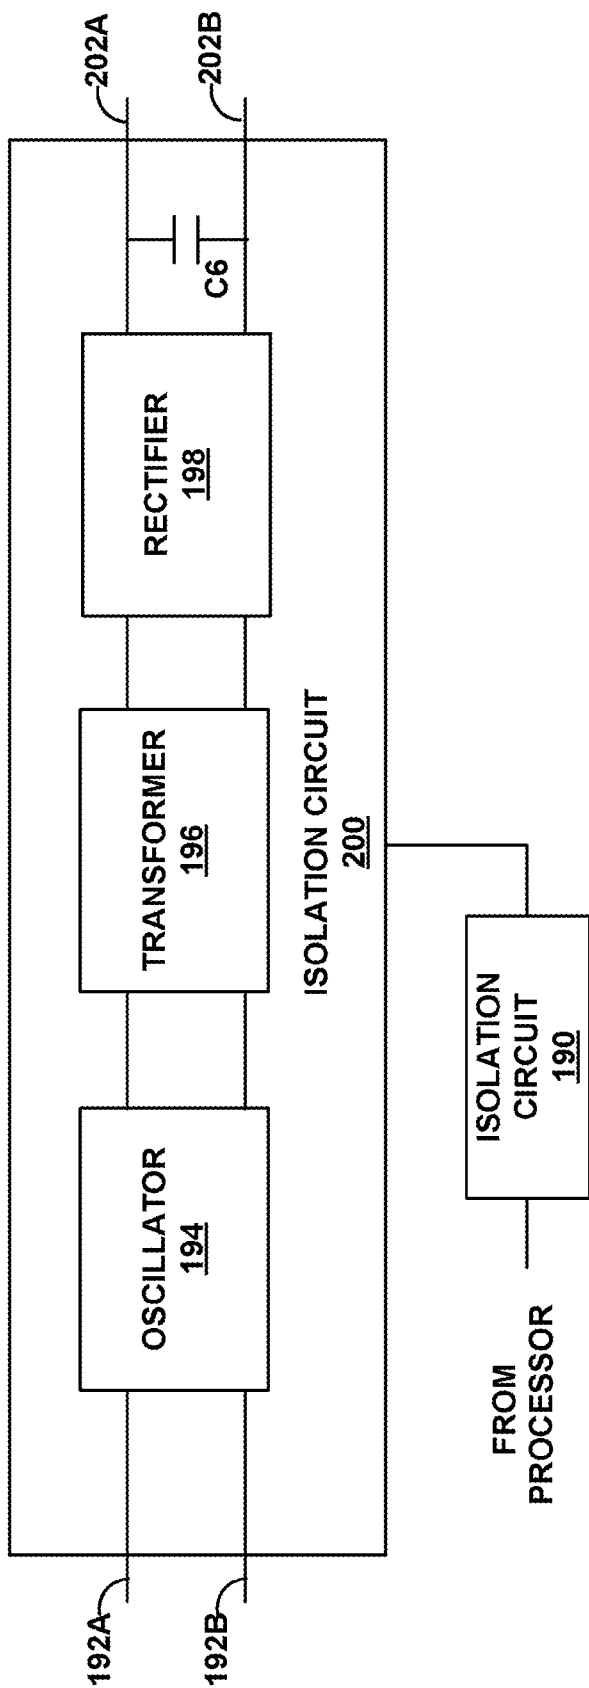 192A
192B
OSCILLATOR
194
TRANSFORMER
196
RECTIFIER
198
C6
202A
202B
ISOLATION CIRCUIT
200
FROM
PROCESSOR
ISOLATION
CIRCUIT
190